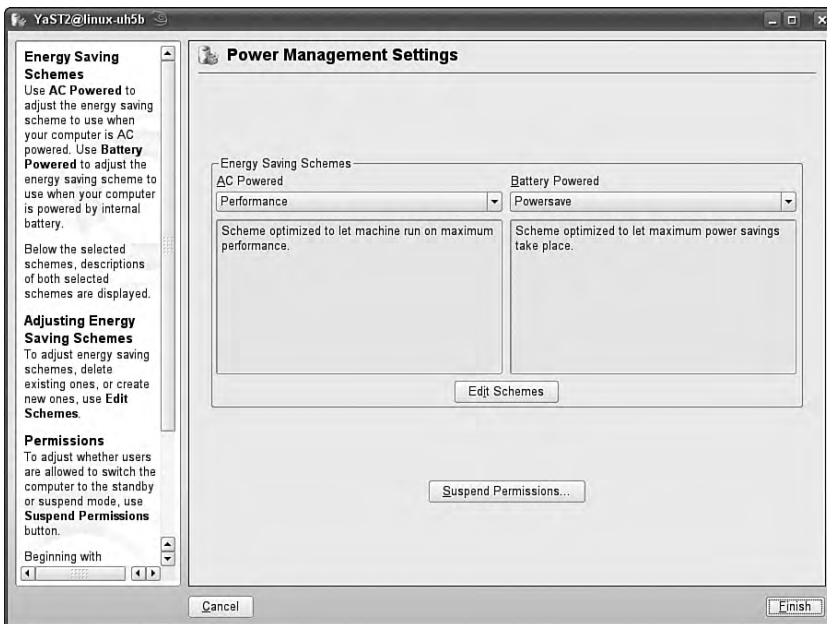 YaST2@linux-uh5b
Energy Saving
Schemes
Use AC Powered to
adjust the energy saving
scheme to use when
your computer is AC
powered. Use Battery
Powered to adjust the
energy saving scheme to
use when your computer
is powered by internal
battery.
Below the selected
schemes, descriptions
of both selected
schemes are displayed.
Adjusting Energy
Saving Schemes
To adjust energy saving
schemes, delete
existing ones, or create
new ones, use Edit
Schemes.
Permissions
To adjust whether users
are allowed to switch the
computer to the standby
or suspend mode, use
Suspend Permissions
button.
Beginning with
Power Management Settings
Energy Saving Schemes
AC Powered
Performance
Scheme optimized to let machine run on maximum
performance.
Battery Powered
Powersave
Scheme optimized to let maximum power savings
take place.
Edit Schemes
Suspend Permissions...
Cancel
Finish